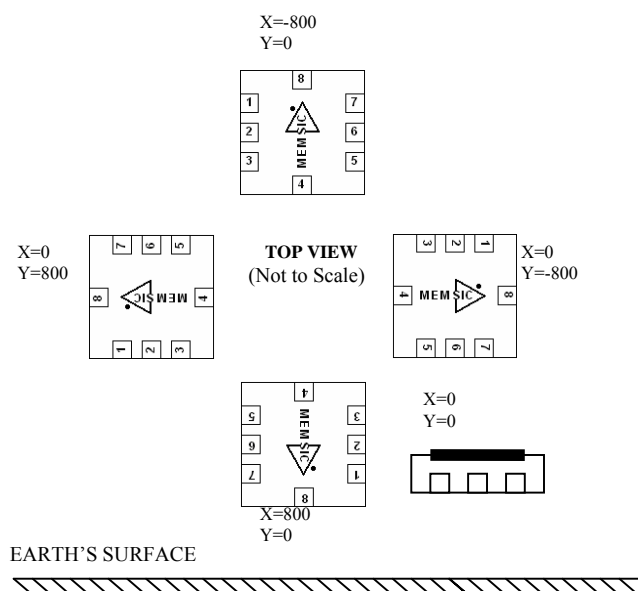 X=-800
Y=0
8
1
7
2
6
3
5
4
MEMSIC
X=0
Y=800
7 6 5
8
MEMSIC
4
1 2 3
TOP VIEW
(Not to Scale)
3 2 1
4
MEMSIC
8
5 6 7
X=0
Y=-800
4
5
3
6
2
7
1
8
MEMSIC
X=800
Y=0
X=0
Y=0
EARTH'S SURFACE